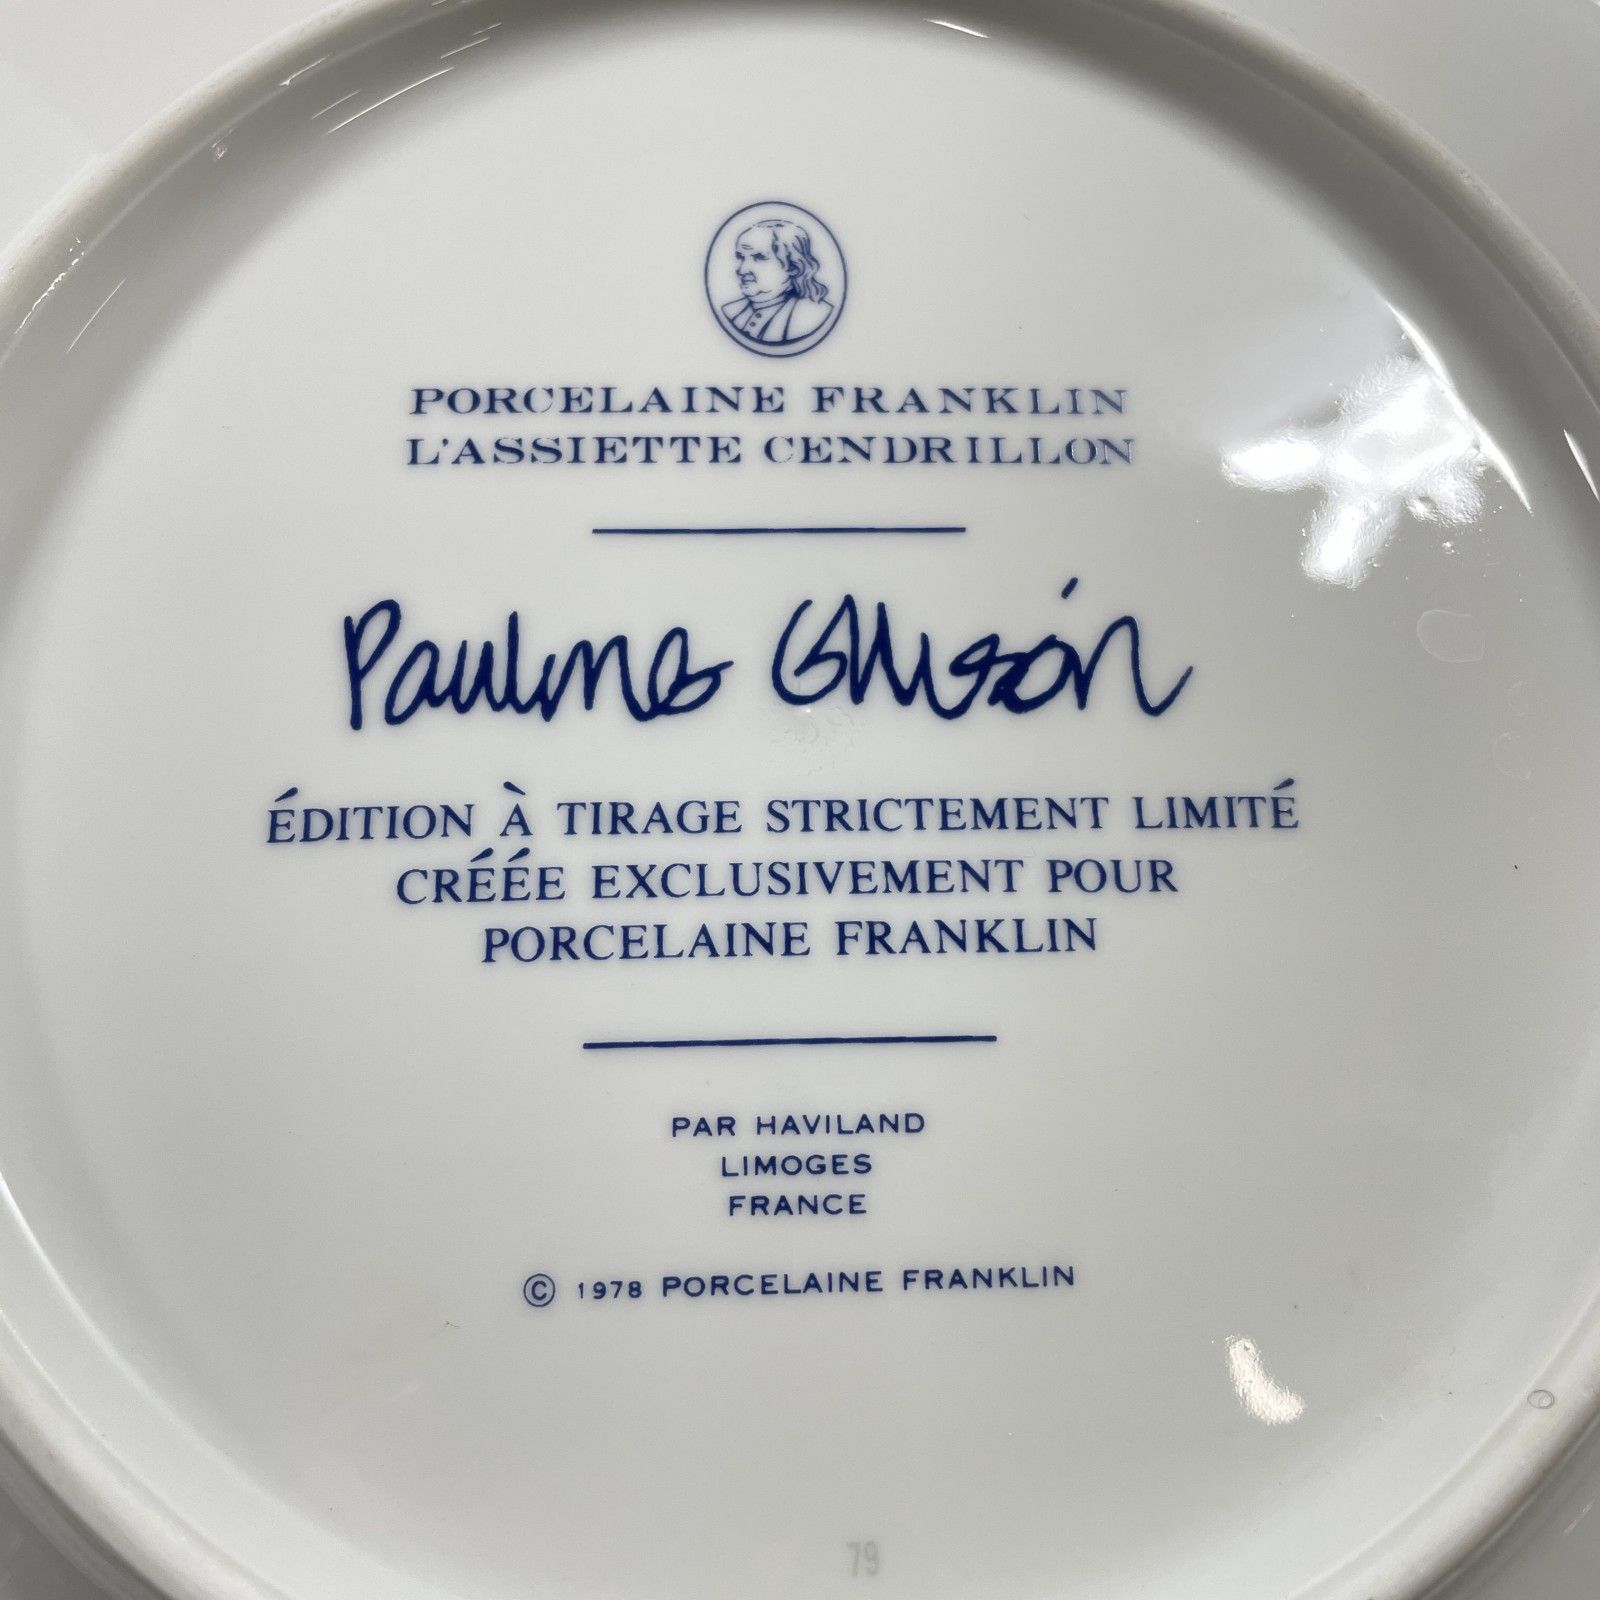 PORCELAINE FRANKLIN
L'ASSIETTE CENDRILLON
Pauline Ellison
ÉDITION À TIRAGE STRICTEMENT LIMITÉ
CRÉÉE EXCLUSIVEMENT POUR
PORCELAINE FRANKLIN
PAR HAVILAND
LIMOGES
FRANCE
© 1978 PORCELAINE FRANKLIN
79